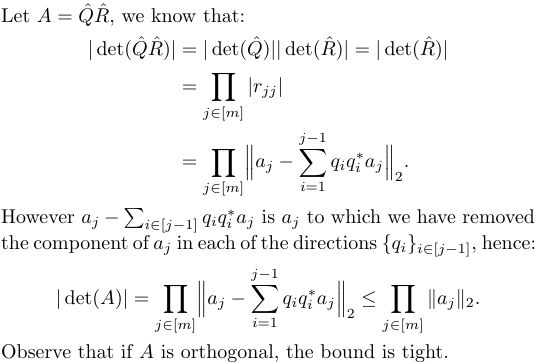 Let $A = \hat{Q}\hat{R}$, we know that:
$|\det(\hat{Q}\hat{R})| = |\det(\hat{Q})||\det(\hat{R})| = |\det(\hat{R})|$
$= \prod_{j \in [m]} |r_{jj}|$
$= \prod_{j \in [m]} \left\| a_j - \sum_{i=1}^{j-1} q_i q_i^* a_j \right\|_2.$
However $a_j - \sum_{i \in [j-1]} q_i q_i^* a_j$ is $a_j$ to which we have removed
the component of $a_j$ in each of the directions $\{q_i\}_{i \in [j-1]}$, hence:
$|\det(A)| = \prod_{j \in [m]} \left\| a_j - \sum_{i=1}^{j-1} q_i q_i^* a_j \right\|_2 \leq \prod_{j \in [m]} \|a_j\|_2.$
Observe that if $A$ is orthogonal, the bound is tight.